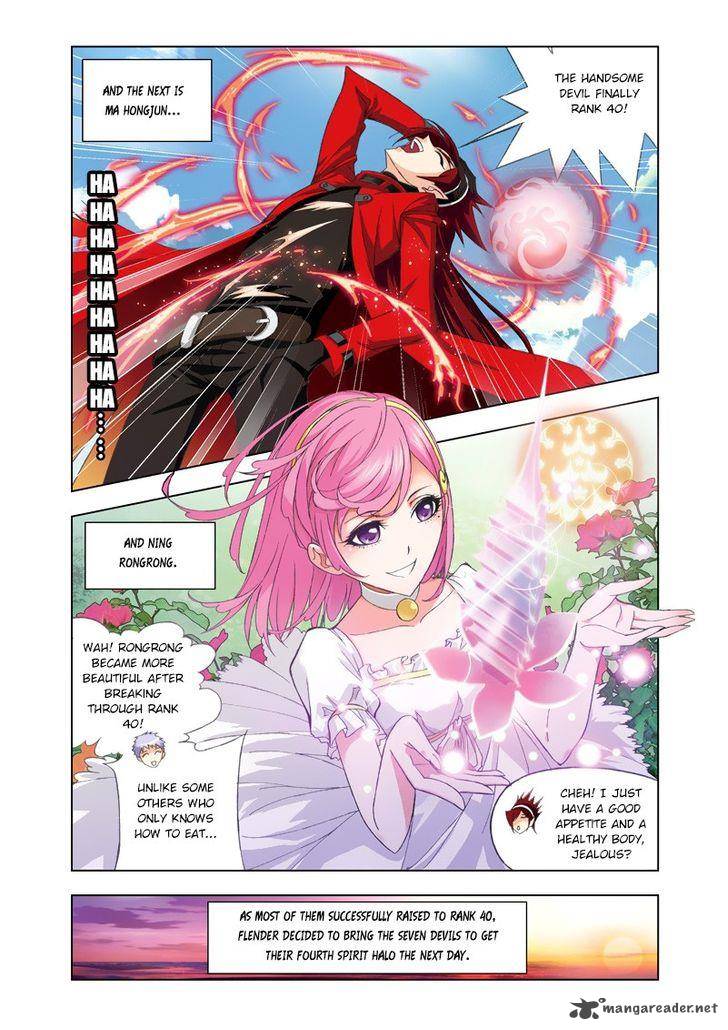 AND THE NEXT IS
MA HONGJUN...
THE HANDSOME
DEVIL FINALLY
RANK 40!
HA
HA
HA
HA
HA
HA
HA
HA
HA......
AND NING
RONGRONG.
WAH! RONGRONG
BECAME MORE
BEAUTIFUL AFTER
BREAKING
THROUGH RANK
40!
UNLIKE SOME
OTHERS WHO
ONLY KNOWS
HOW TO EAT...
CHEH! I JUST
HAVE A GOOD
APPETITE AND A
HEALTHY BODY,
JEALOUS?
AS MOST OF THEM SUCCESSFULLY RAISED TO RANK 40,
FLENDER DECIDED TO BRING THE SEVEN DEVILS TO GET
THEIR FOURTH SPIRIT HALO THE NEXT DAY.
mangareader.net